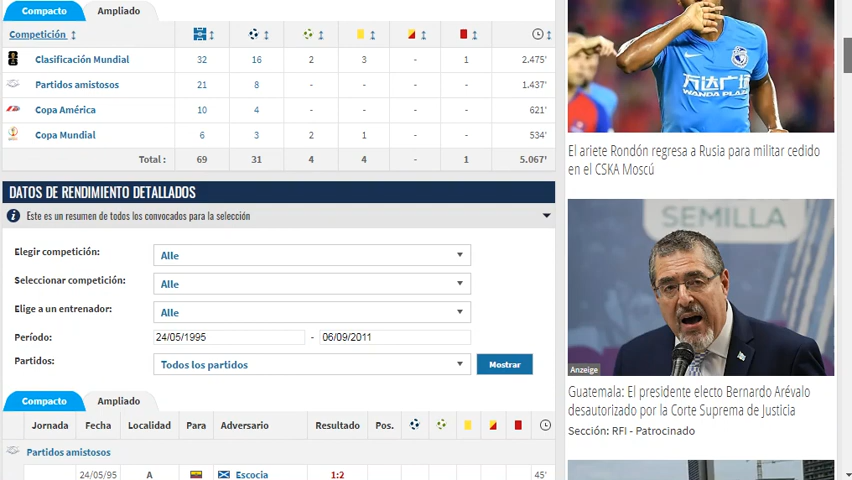 Compacto Ampliado
Competición
Clasificación Mundial 32 16 2 3 - 1 2.475'
Partidos amistosos 21 8 - - - - 1.437'
Copa América 10 4 - - - - 621'
Copa Mundial 6 3 2 1 - - 534'
Total : 69 31 4 4 - 1 5.067'
DATOS DE RENDIMIENTO DETALLADOS
Este es un resumen de todos los convocados para la selección
Elegir competición: Alle
Seleccionar competición: Alle
Elige a un entrenador: Alle
Período: 24/05/1995 - 06/09/2011
Partidos: Todos los partidos Mostrar
Compacto Ampliado
Jornada Fecha Localidad Para Adversario Resultado Pos.
Partidos amistosos
24/05/95 A Escocia 1:2 45'
万达广场
WANDA PLAZA
El ariete Rondón regresa a Rusia para militar cedido
en el CSKA Moscú
SEMILLA
Anzeige
Guatemala: El presidente electo Bernardo Arévalo
desautorizado por la Corte Suprema de Justicia
Sección: RFI - Patrocinado